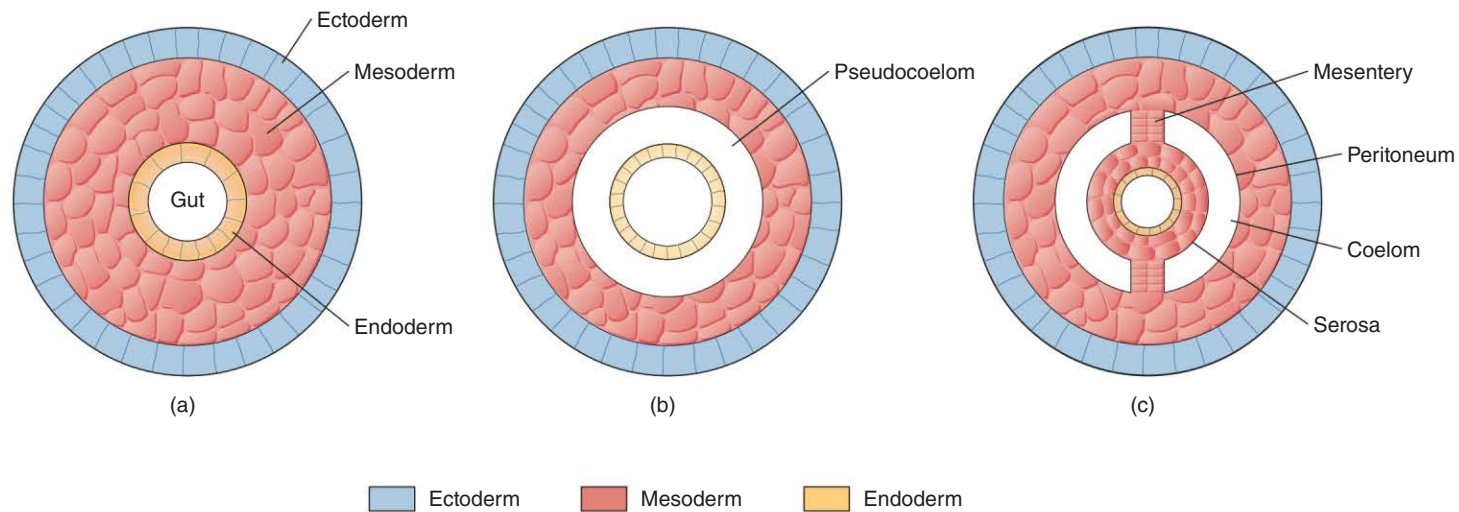 Ectoderm
Mesoderm
Gut
Endoderm
(a)
Pseudocoelom
(b)
Mesentery
Peritoneum
Coelom
Serosa
(c)
Ectoderm
Mesoderm
Endoderm